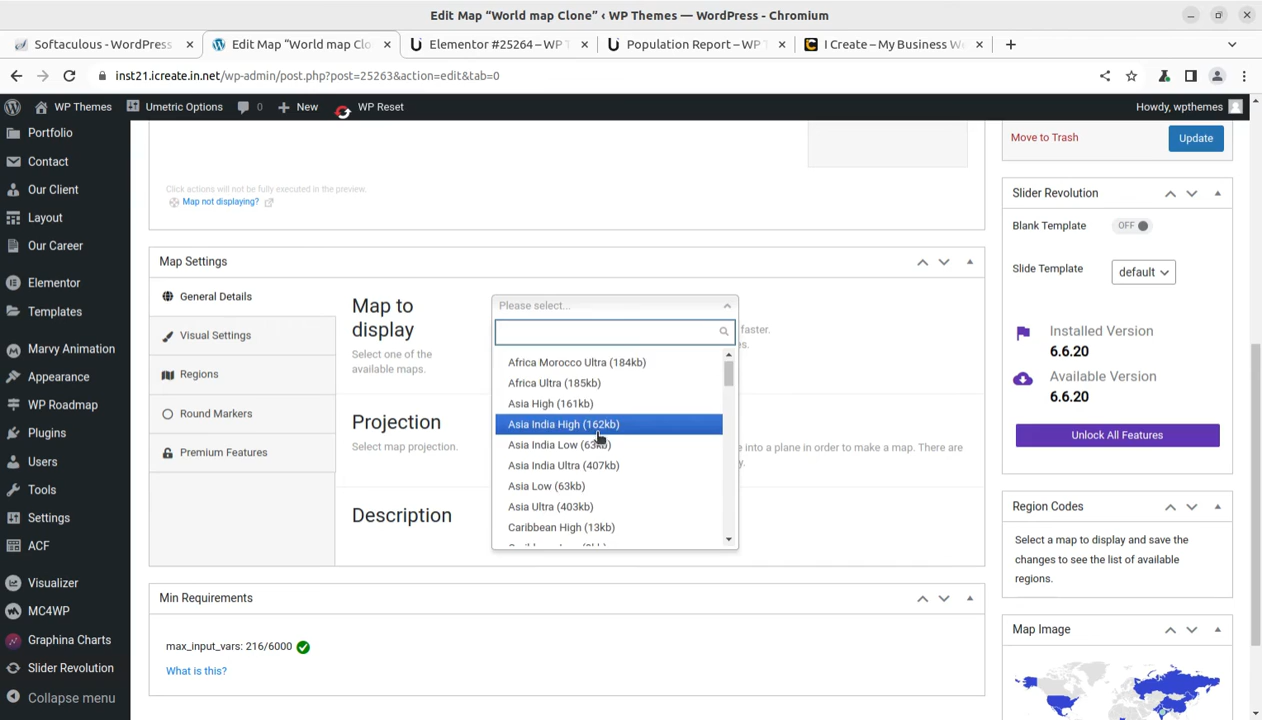 Edit Map “World map Clone” ‹ WP Themes — WordPress - Chromium
Softaculous - WordPress
Edit Map “World map Clo
Elementor #25264 – WP T
Population Report – WP T
I Create – My Business W
inst21.icreate.in.net/wp-admin/post.php?post=25263&action=edit&tab=0
WP Themes
Umetric Options
0
New
WP Reset
Howdy, wpthemes
Portfolio
Contact
Our Client
Layout
Our Career
Elementor
Templates
Marvy Animation
Appearance
WP Roadmap
Plugins
Users
Tools
Settings
ACF
Visualizer
MC4WP
Graphina Charts
Slider Revolution
Collapse menu
Click actions will not be fully executed in the preview.
Map not displaying?
Map Settings
General Details
Visual Settings
Regions
Round Markers
Premium Features
Map to
display
Select one of the
available maps.
Please select...
faster.
Africa Morocco Ultra (184kb)
Africa Ultra (185kb)
Asia High (161kb)
Asia India High (162kb)
Asia India Low (63kb)
Asia India Ultra (407kb)
Asia Low (63kb)
Asia Ultra (403kb)
Caribbean High (13kb)
Projection
Select map projection.
into a plane in order to make a map. There are
Description
Min Requirements
max_input_vars: 216/6000
What is this?
Move to Trash
Update
Slider Revolution
Blank Template
OFF
Slide Template
default
Installed Version
6.6.20
Available Version
6.6.20
Unlock All Features
Region Codes
Select a map to display and save the
changes to see the list of available
regions.
Map Image